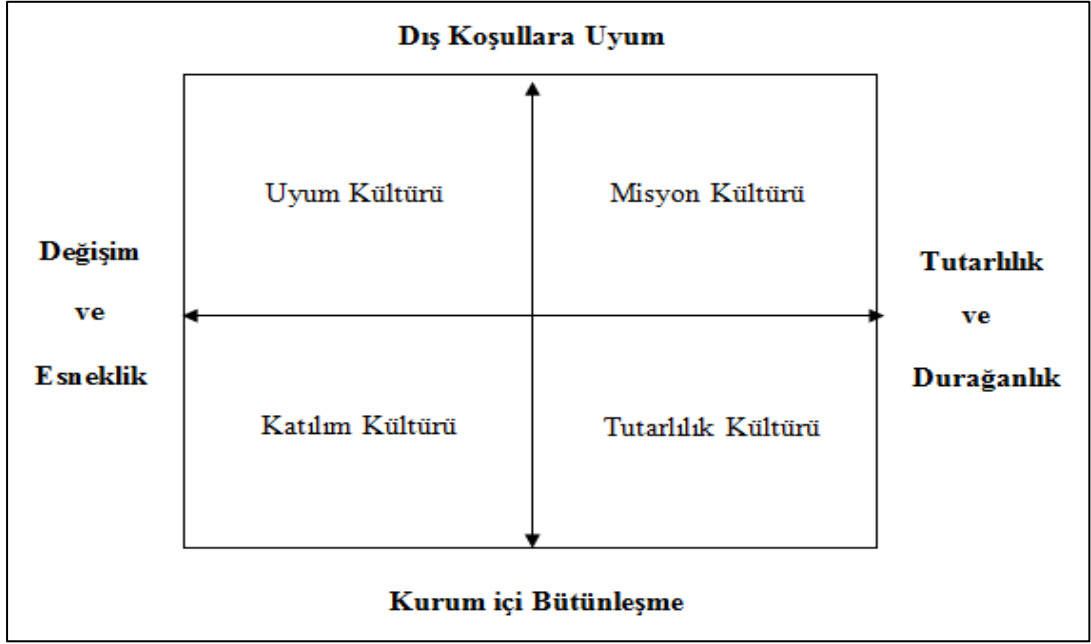 Dış Koşullara Uyum
Uyum Kültürü
Misyon Kültürü
Değişim
ve
Esneklik
Tutarlılık
ve
Durağanlık
Katılım Kültürü
Tutarlılık Kültürü
Kurum içi Bütünleşme